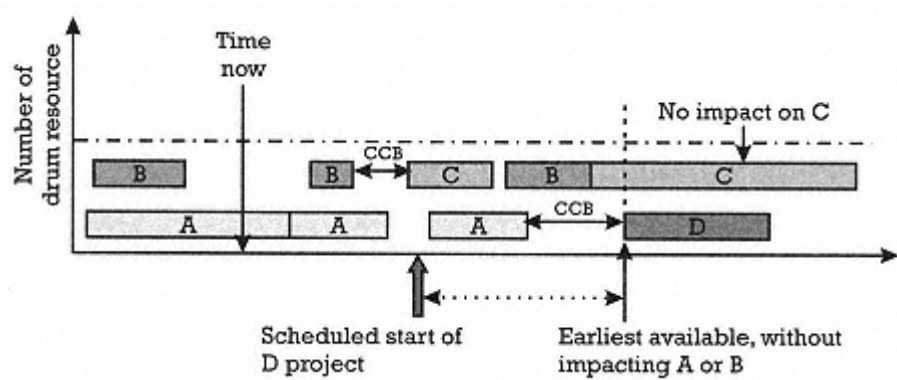 Number of
drum resource
Time
now
No impact on C
B
B
CCB
C
B
C
A
A
A
CCB
D
Scheduled start of
D project
Earliest available, without
impacting A or B